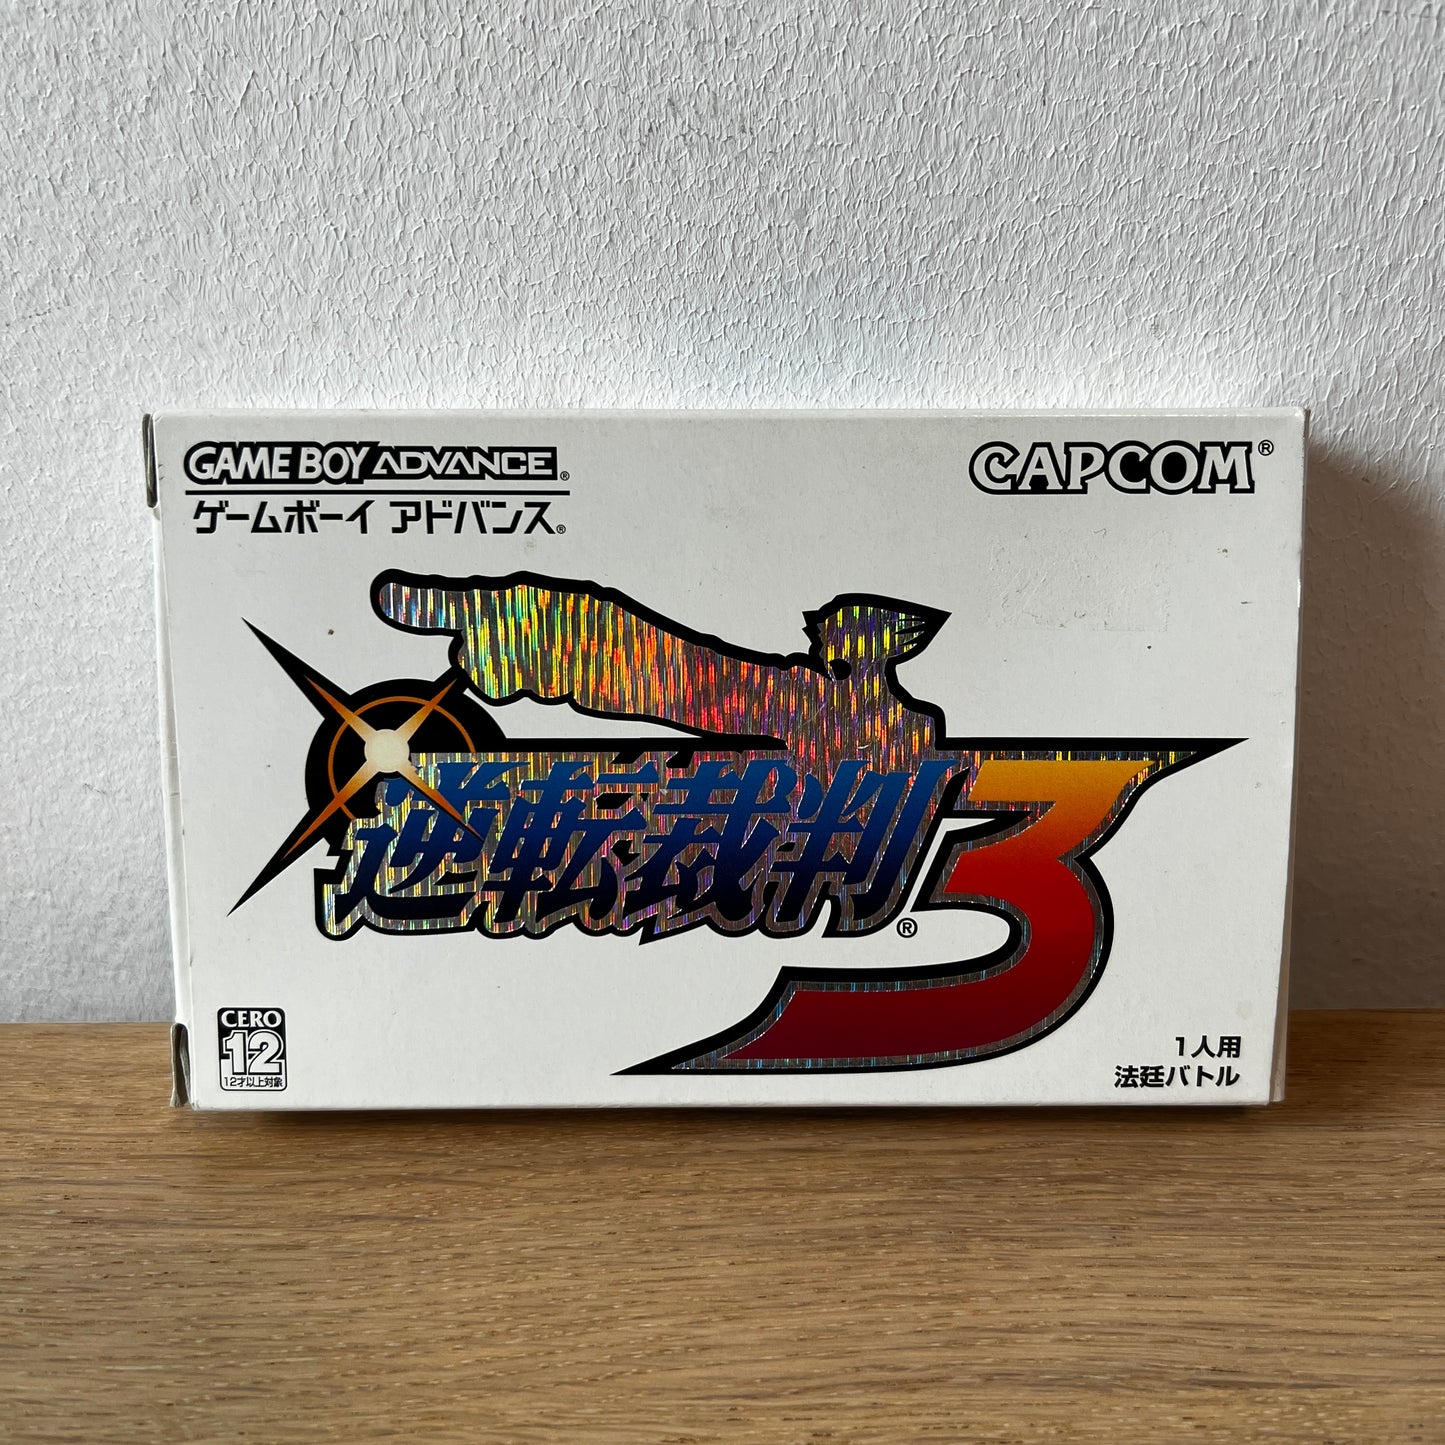 GAME BOY ADVANCE®
ゲームボーイ アドバンス®
CAPCOM®
逆転裁判®3
CERO
12
12才以上対象
1人用
法廷バトル